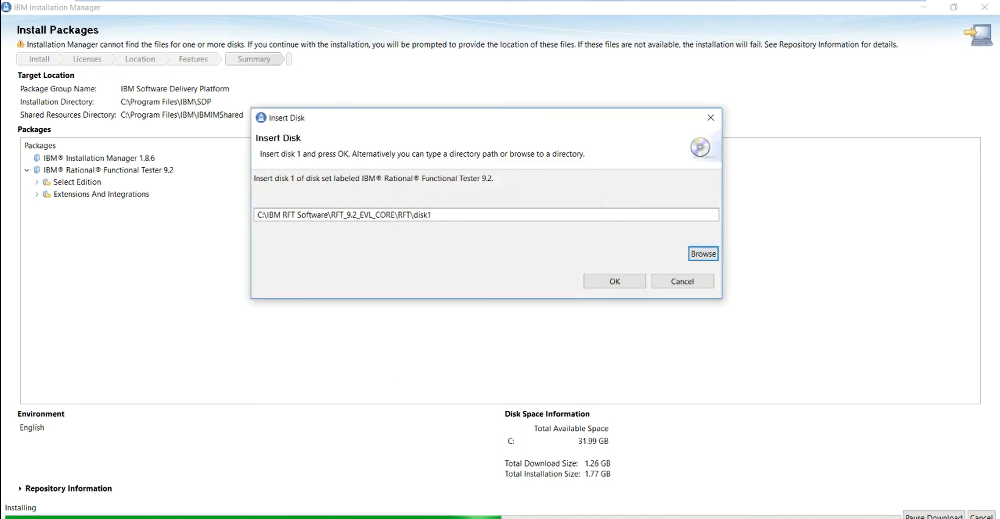 IBM Installation Manager
Install Packages
Installation Manager cannot find the files for one or more disks. If you continue with the installation, you will be prompted to provide the location of these files. If these files are not available, the installation will fail. See Repository Information for details.
Install
Licenses
Location
Features
Summary
Target Location
Package Group Name: IBM Software Delivery Platform
Installation Directory: C:\Program Files\IBM\SDP
Shared Resources Directory: C:\Program Files\IBM\IBMIMShared
Packages
Packages
IBM® Installation Manager 1.8.6
IBM® Rational® Functional Tester 9.2
Select Edition
Extensions And Integrations
Insert Disk
Insert Disk
Insert disk 1 and press OK. Alternatively you can type a directory path or browse to a directory.
Insert disk 1 of disk set labeled IBM® Rational® Functional Tester 9.2.
C:\IBM RFT Software\RFT_9.2_EVL_CORE\RFT\disk1
Browse
OK
Cancel
Environment
English
Disk Space Information
Total Available Space
C: 31.99 GB
Total Download Size: 1.26 GB
Total Installation Size: 1.77 GB
Repository Information
Installing
Pause Download
Cancel